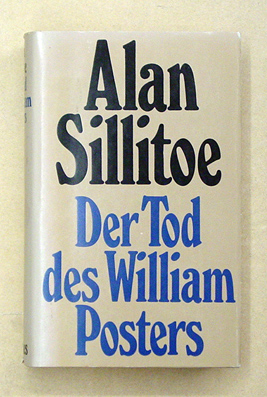 Alan
Sillitoe
Der Tod
des William
Posters